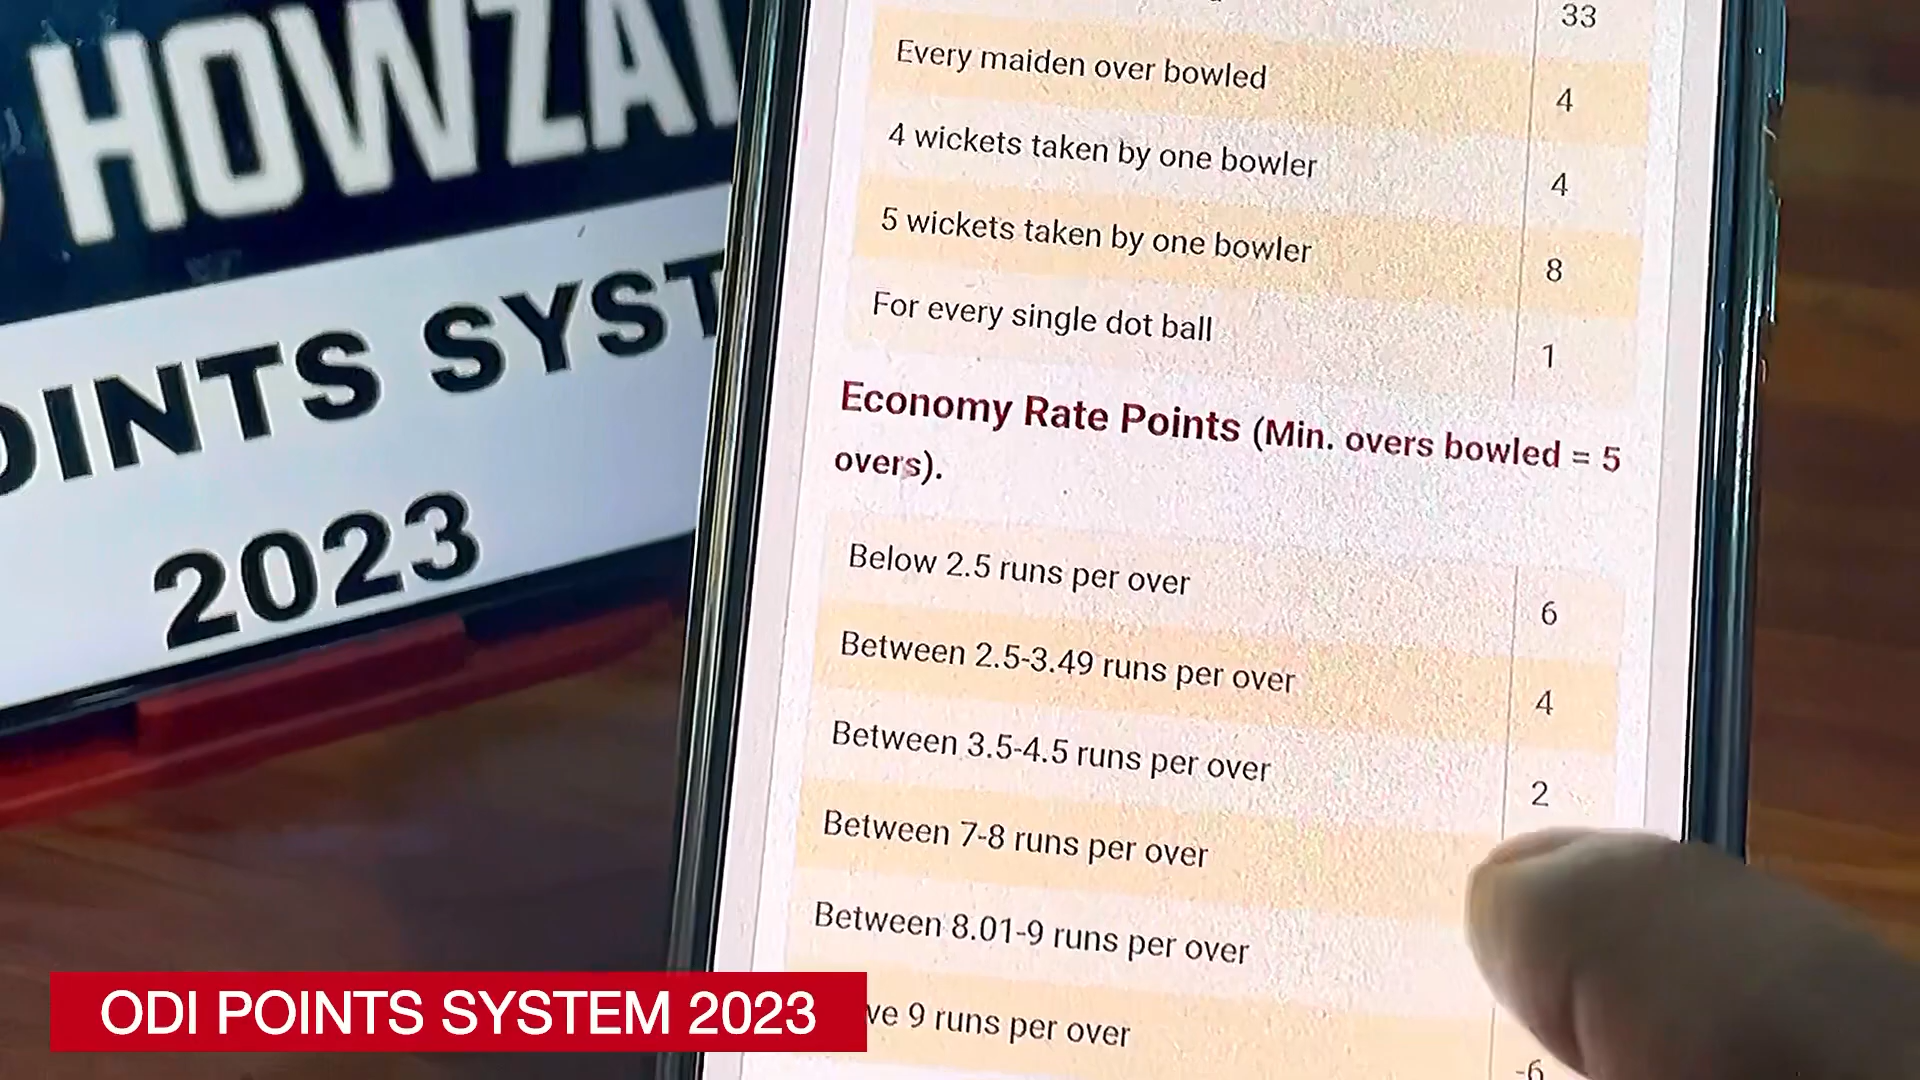 HOWZA
OINTS SYST
2023
33
Every maiden over bowled 4
4 wickets taken by one bowler 4
5 wickets taken by one bowler 8
For every single dot ball 1
Economy Rate Points (Min. overs bowled = 5
overs).
Below 2.5 runs per over 6
Between 2.5-3.49 runs per over 4
Between 3.5-4.5 runs per over 2
Between 7-8 runs per over
Between 8.01-9 runs per over
ve 9 runs per over -6
ODI POINTS SYSTEM 2023